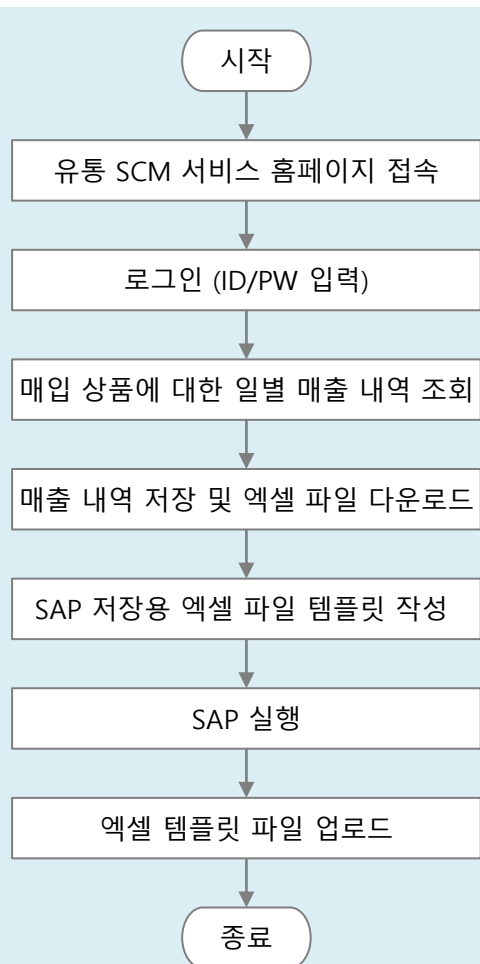 시작
유통 SCM 서비스 홈페이지 접속
로그인 (ID/PW 입력)
매입 상품에 대한 일별 매출 내역 조회
매출 내역 저장 및 엑셀 파일 다운로드
SAP 저장용 엑셀 파일 템플릿 작성
SAP 실행
엑셀 템플릿 파일 업로드
종료